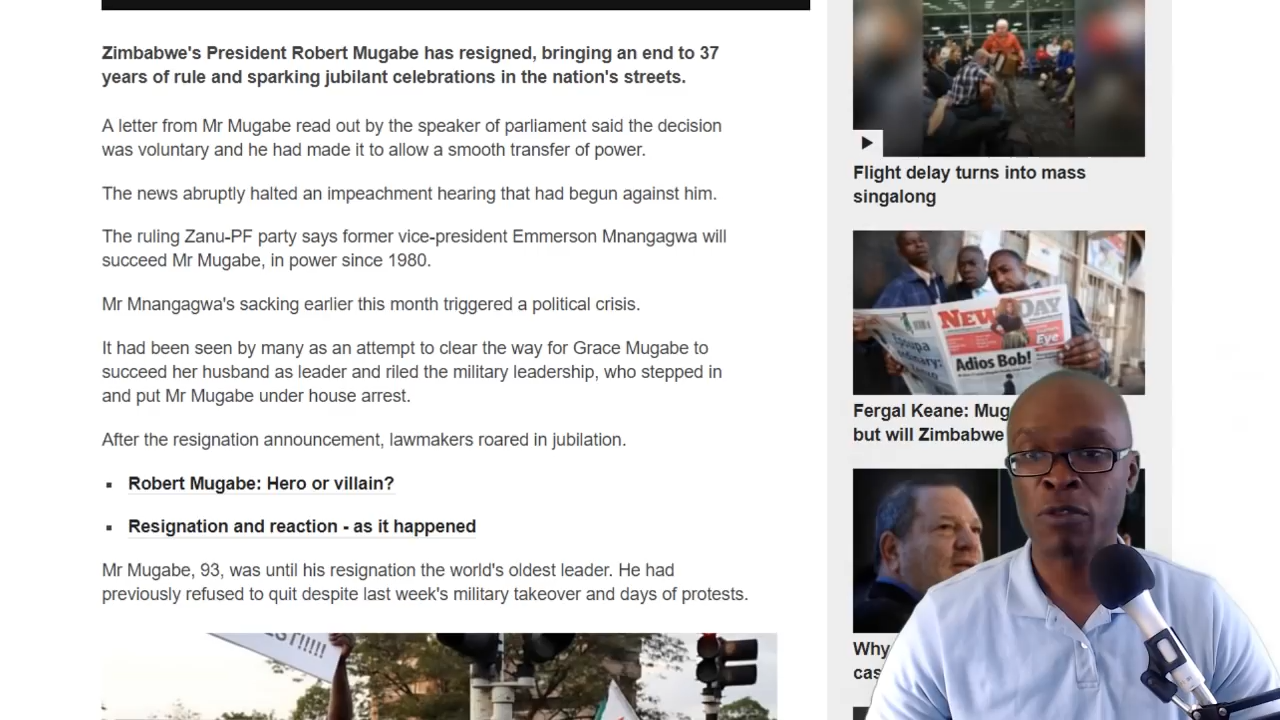 Zimbabwe's President Robert Mugabe has resigned, bringing an end to 37
years of rule and sparking jubilant celebrations in the nation's streets.
A letter from Mr Mugabe read out by the speaker of parliament said the decision
was voluntary and he had made it to allow a smooth transfer of power.
The news abruptly halted an impeachment hearing that had begun against him.
The ruling Zanu-PF party says former vice-president Emmerson Mnangagwa will
succeed Mr Mugabe, in power since 1980.
Mr Mnangagwa's sacking earlier this month triggered a political crisis.
It had been seen by many as an attempt to clear the way for Grace Mugabe to
succeed her husband as leader and riled the military leadership, who stepped in
and put Mr Mugabe under house arrest.
After the resignation announcement, lawmakers roared in jubilation.
Robert Mugabe: Hero or villain?
Resignation and reaction - as it happened
Mr Mugabe, 93, was until his resignation the world's oldest leader. He had
previously refused to quit despite last week's military takeover and days of protests.
ST!!!!!
Flight delay turns into mass
singalong
NEWSDAY
Eye
Adios Bob!
Fergal Keane: Mug
but will Zimbabwe
Why
cas